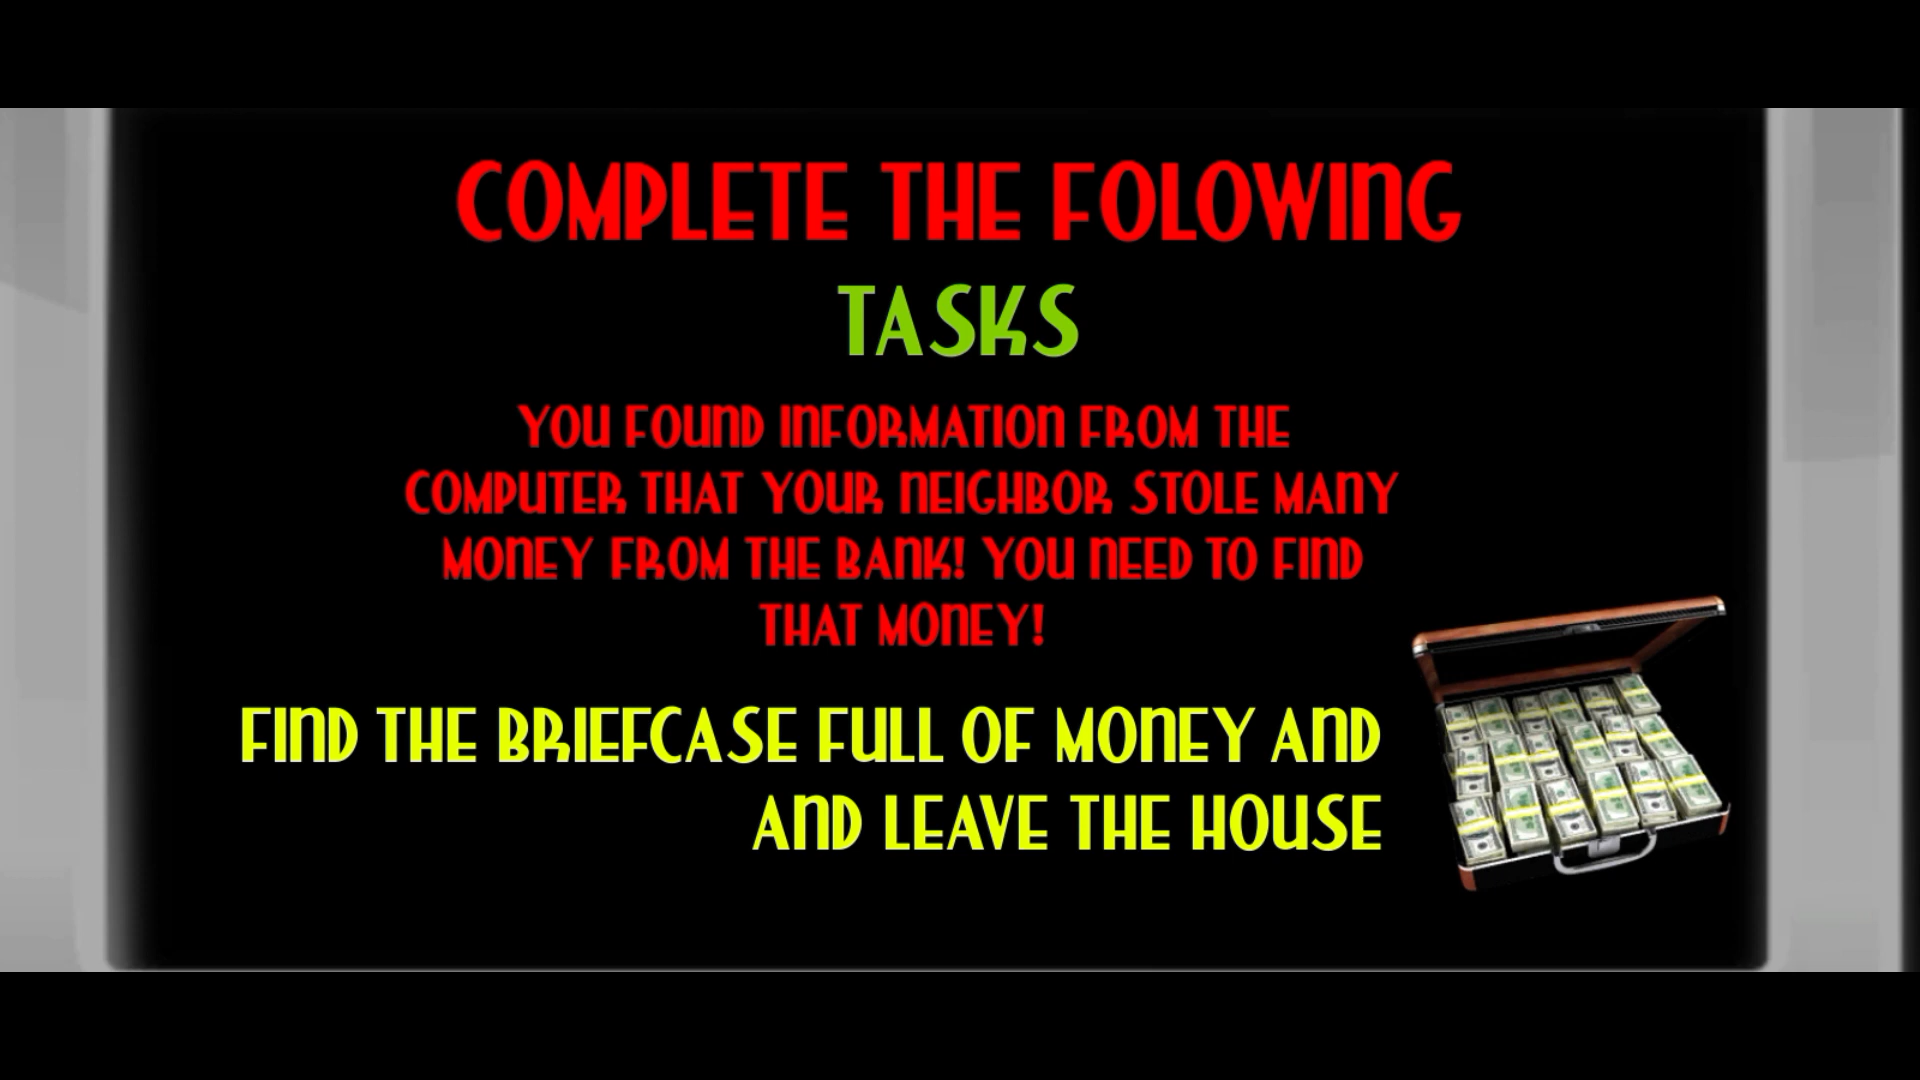 COMPLETE THE FOLOWING
TASKS
YOU FOUND INFORMATION FROM THE
COMPUTER THAT YOUR NEIGHBOR STOLE MANY
MONEY FROM THE BANK! YOU NEED TO FIND
THAT MONEY!
FIND THE BRIEFCASE FULL OF MONEY AND
AND LEAVE THE HOUSE